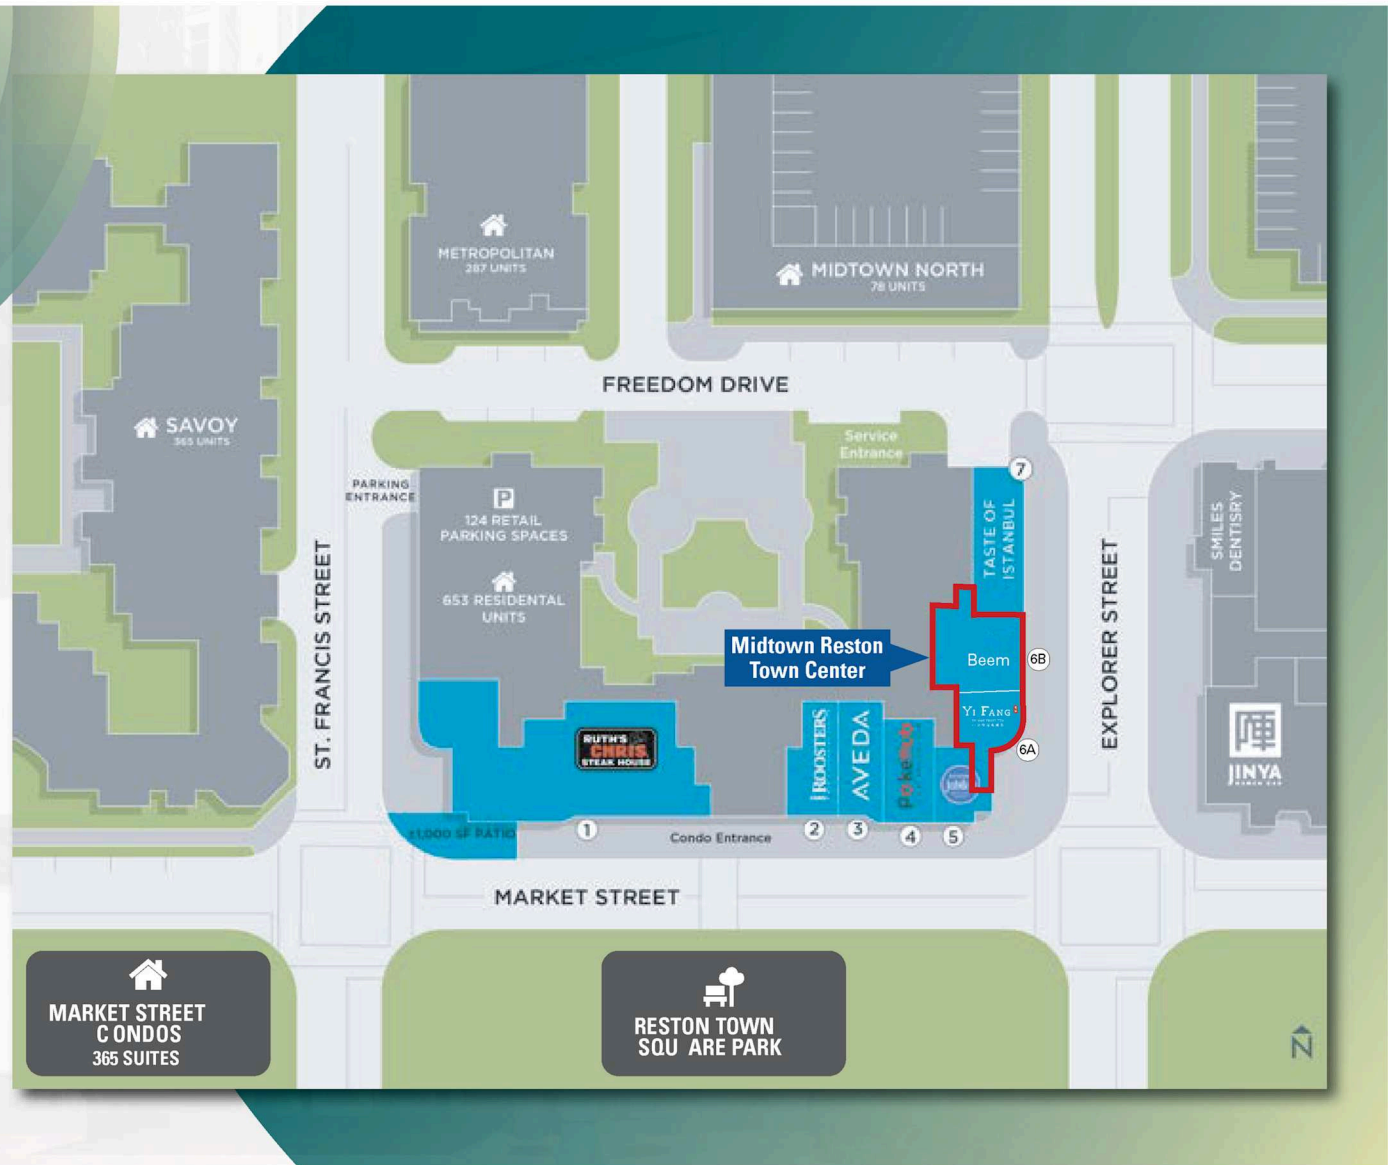 METROPOLITAN
287 UNITS
MIDTOWN NORTH
78 UNITS
FREEDOM DRIVE
SAVOY
365 UNITS
Service
Entrance
7
PARKING
ENTRANCE
P
124 RETAIL
PARKING SPACES
653 RESIDENTAL
UNITS
TASTE OF
ISTANBUL
SMILES
DENTISRY
ST. FRANCIS STREET
EXPLORER STREET
Midtown Reston
Town Center
Beem
6B
YI FANG
6A
RUTH'S
CHRIS
STEAK HOUSE
ROOSTERS
AVEDA
Pokehub
陣
JINYA
±1,000 SF PATIO
1
Condo Entrance
2
3
4
5
MARKET STREET
MARKET STREET
C ONDOS
365 SUITES
RESTON TOWN
SQU ARE PARK
N